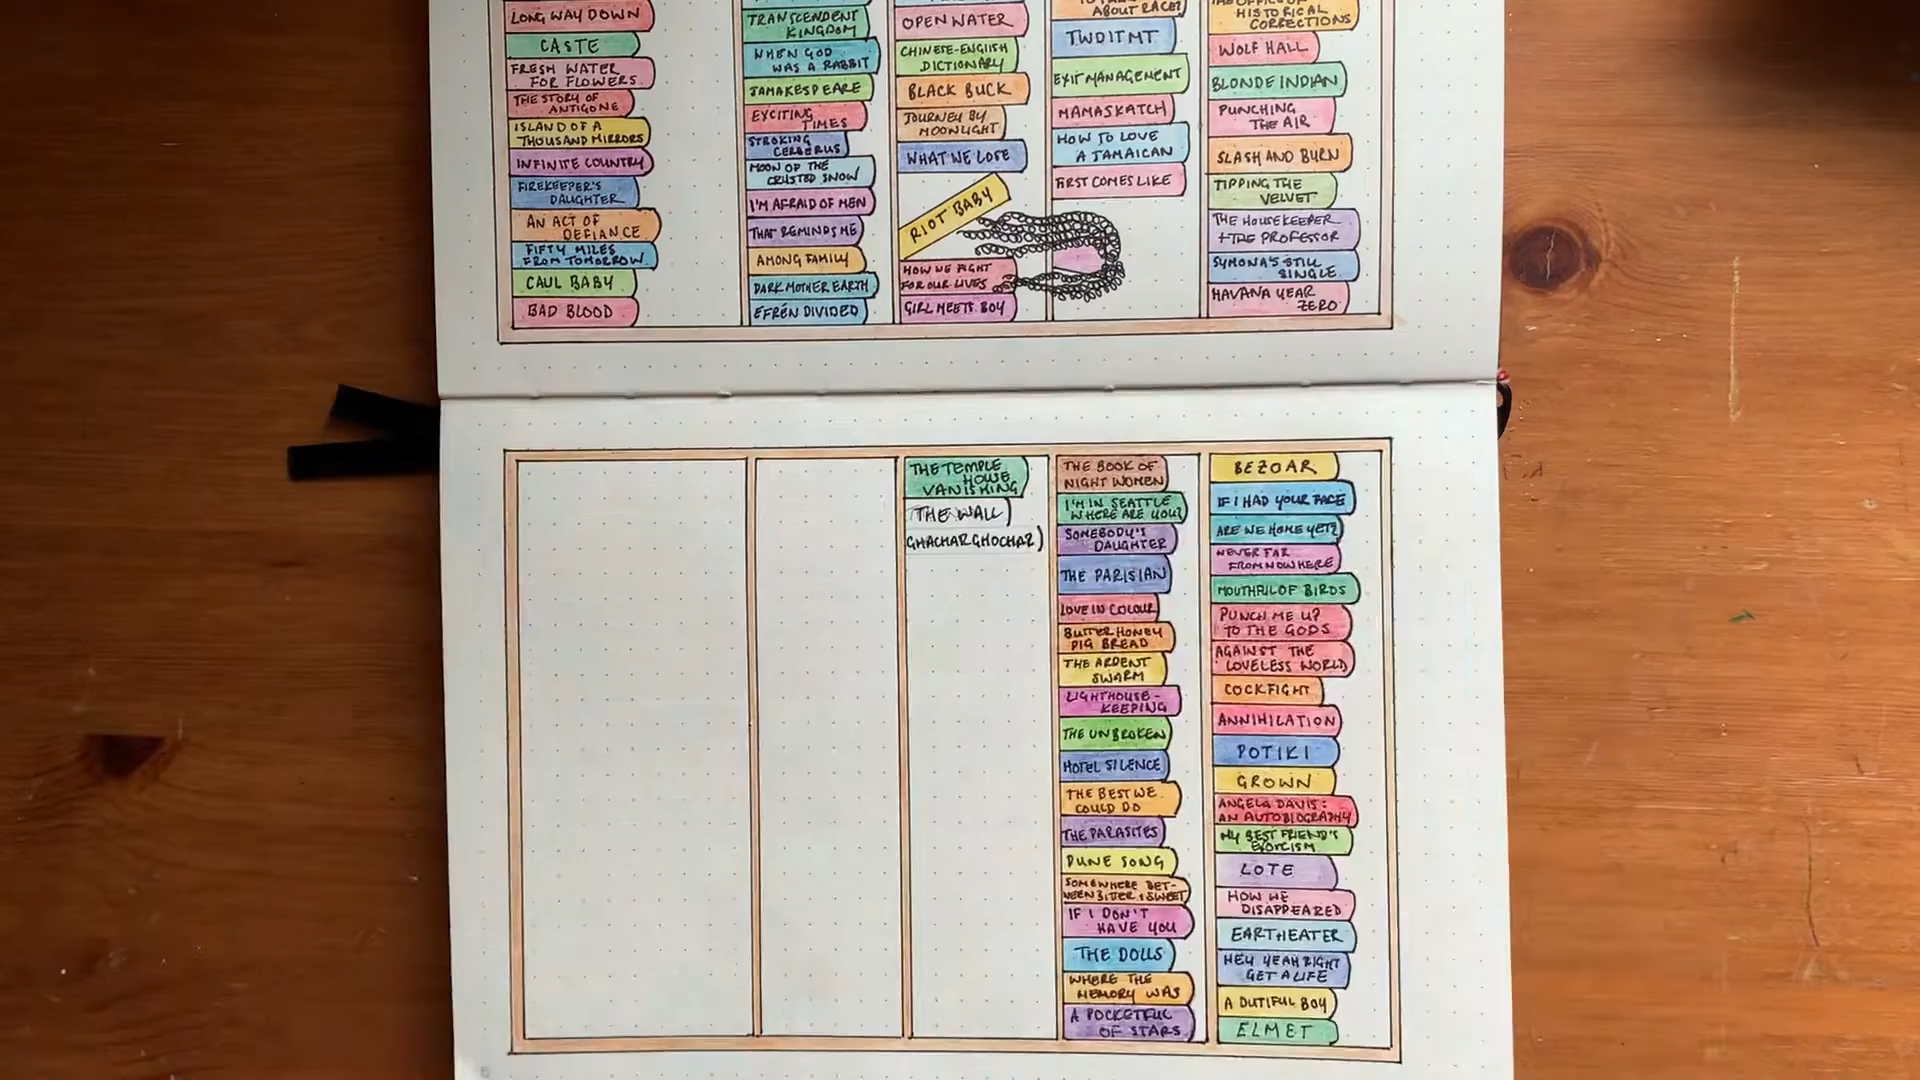 LONG WAY DOWN
CASTE
FRESH WATER
FOR FLOWERS
THE STORY OF
ANTIGONE
ISLAND OF A
THOUSAND MIRRORS
INFINITE COUNTRY
FIREKEEPER'S
DAUGHTER
AN ACT OF
DEFIANCE
FIFTY MILES
FROM TOMORROW
CAUL BABY
BAD BLOOD
TRANSCENDENT
KINGDOM
WHEN GOD
WAS A RABBIT
JAMAKESPEARE
EXCITING
TIMES
STROKING
CERBERUS
MOON OF THE
CRUSTED SNOW
I'M AFRAID OF MEN
THAT REMINDS ME
AMONG FAMILY
DARK MOTHER EARTH
EFRÉN DIVIDED
OPEN WATER
CHINESE-ENGLISH
DICTIONARY
BLACK BUCK
JOURNEY BY
MOONLIGHT
WHAT WE LOSE
RIOT BABY
HOW WE FIGHT
FOR OUR LIVES
GIRL MEETS BOY
ABOUT RACE?
TWDITMT
EXIT MANAGEMENT
MAMASKATCH
HOW TO LOVE
A JAMAICAN
FIRST COMES LIKE
HISTORICAL
CORRECTIONS
WOLF HALL
BLONDE INDIAN
PUNCHING
THE AIR
SLASH AND BURN
TIPPING THE
VELVET
THE HOUSEKEEPER
+ THE PROFESSOR
SYMONA'S STILL
SINGLE
HAVANA YEAR
ZERO
THE TEMPLE
HOUSE
VANISHING
THE WALL
GHACHAR GHOCHAR
THE BOOK OF
NIGHT WOMEN
I'M IN SEATTLE
WHERE ARE YOU?
SOMEBODY'S
DAUGHTER
THE PARISIAN
LOVE IN COLOUR
BUTTER HONEY
PIG BREAD
THE ARDENT
SWARM
LIGHTHOUSE-
KEEPING
THE UNBROKEN
HOTEL SILENCE
THE BEST WE
COULD DO
THE PARASITES
DUNE SONG
SOMEWHERE BET-
WEEN BITTER + SWEET
IF I DON'T
HAVE YOU
THE DOLLS
WHERE THE
MEMORY WAS
A POCKETFUL
OF STARS
BEZOAR
IF I HAD YOUR FACE
ARE WE HOME YET?
NEVER FAR
FROM NOWHERE
MOUTHFUL OF BIRDS
PUNCH ME UP
TO THE GODS
AGAINST THE
LOVELESS WORLD
COCKFIGHT
ANNIHILATION
POTIKI
GROWN
ANGELA DAVIS:
AN AUTOBIOGRAPHY
MY BEST FRIEND'S
EXORCISM
LOTE
HOW WE
DISAPPEARED
EARTHEATER
HEY YEAH RIGHT
GET A LIFE
A DUTIFUL BOY
ELMET